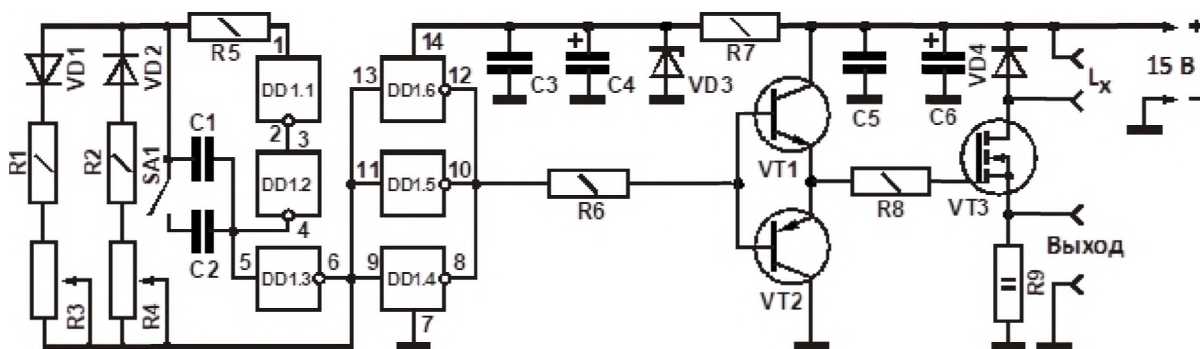 VD1
VD2
R5
1
14
R7
VD4
+
15 В
−
Lx
R1
R2
SA1
C1
C2
DD1.1
2
3
DD1.2
4
5
DD1.3
6
13
DD1.6
12
11
DD1.5
10
9
DD1.4
8
7
+
C3
C4
VD3
R6
VT1
VT2
C5
+
C6
R8
VT3
Выход
R9
R3
R4